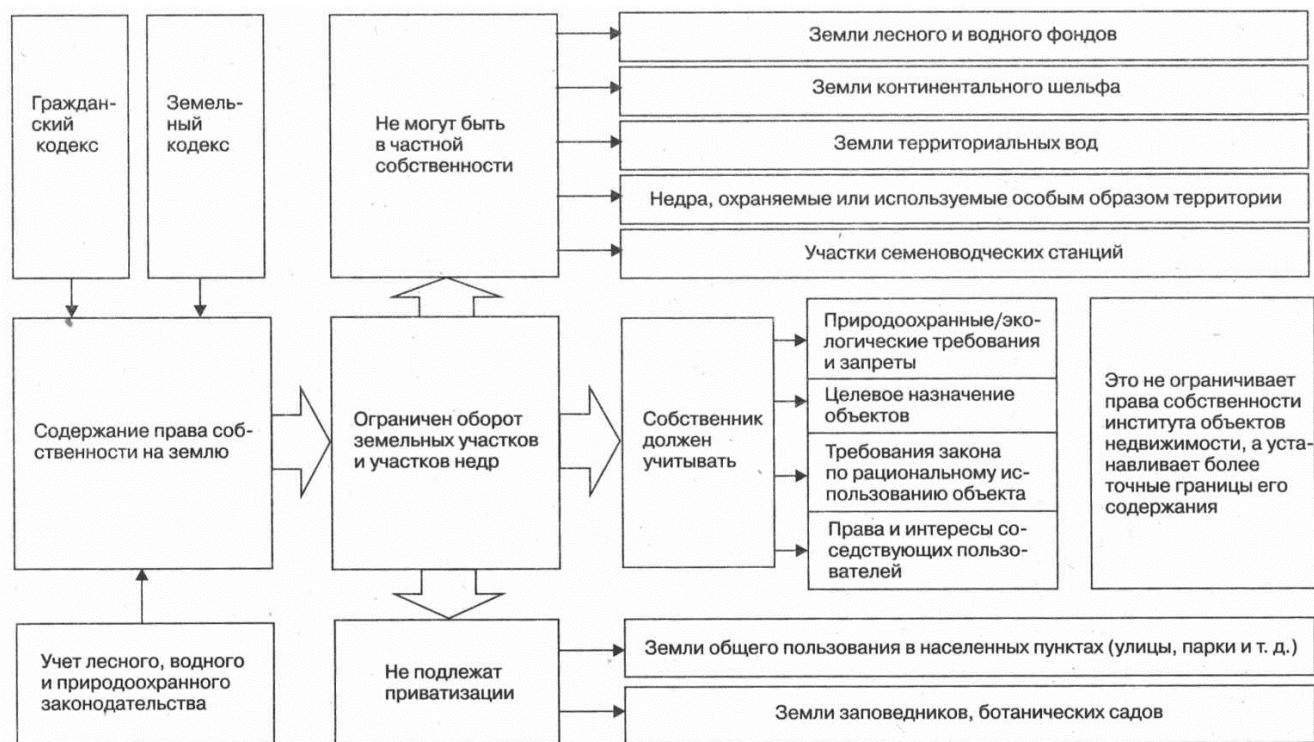 Граждан-
ский
кодекс
Земель-
ный
кодекс
Не могут быть
в частной
собственности
Земли лесного и водного фондов
Земли континентального шельфа
Земли территориальных вод
Недра, охраняемые или используемые особым образом территории
Участки семеноводческих станций
Содержание права соб-
ственности на землю
Ограничен оборот
земельных участков
и участков недр
Собственник
должен
учитывать
Природоохранные/эко-
логические требования
и запреты
Целевое назначение
объектов
Требования закона
по рациональному ис-
пользованию объекта
Права и интересы со-
седствующих пользо-
вателей
Это не ограничивает
права собственности
института объектов
недвижимости, а уста-
навливает более
точные границы его
содержания
Учет лесного, водного
и природоохранного
законодательства
Не подлежат
приватизации
Земли общего пользования в населенных пунктах (улицы, парки и т. д.)
Земли заповедников, ботанических садов